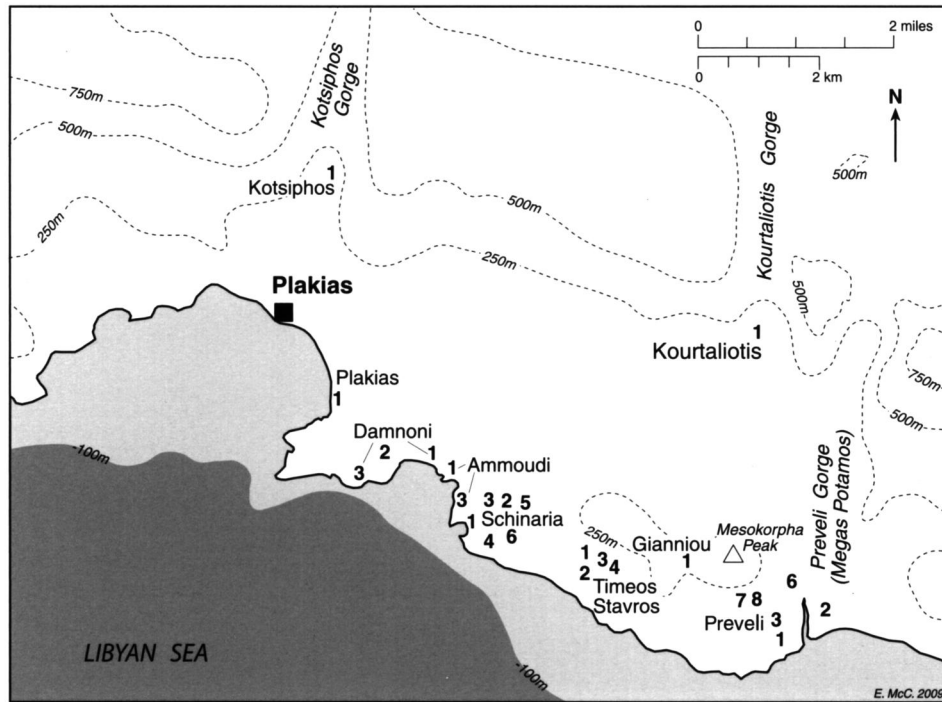 0 2 miles
0 2 km
N
Kotsiphos
Gorge
750m
500m
1
Kotsiphos
250m
500m
250m
Kourtaliotis Gorge
500m
500m
Plakias
1
Kourtaliotis
750m
500m
Plakias
1
Damnoni
2
1
3
1
Ammoudi
3
3 2 5
1
Schinaria
4
6
-100m
250m
Gianniou
1
Mesokorpha
Peak
Preveli Gorge
(Megas Potamos)
1
3
4
2
Timeos
Stavros
6
7 8
2
Preveli
3
1
LIBYAN SEA
-100m
E. McC. 2009